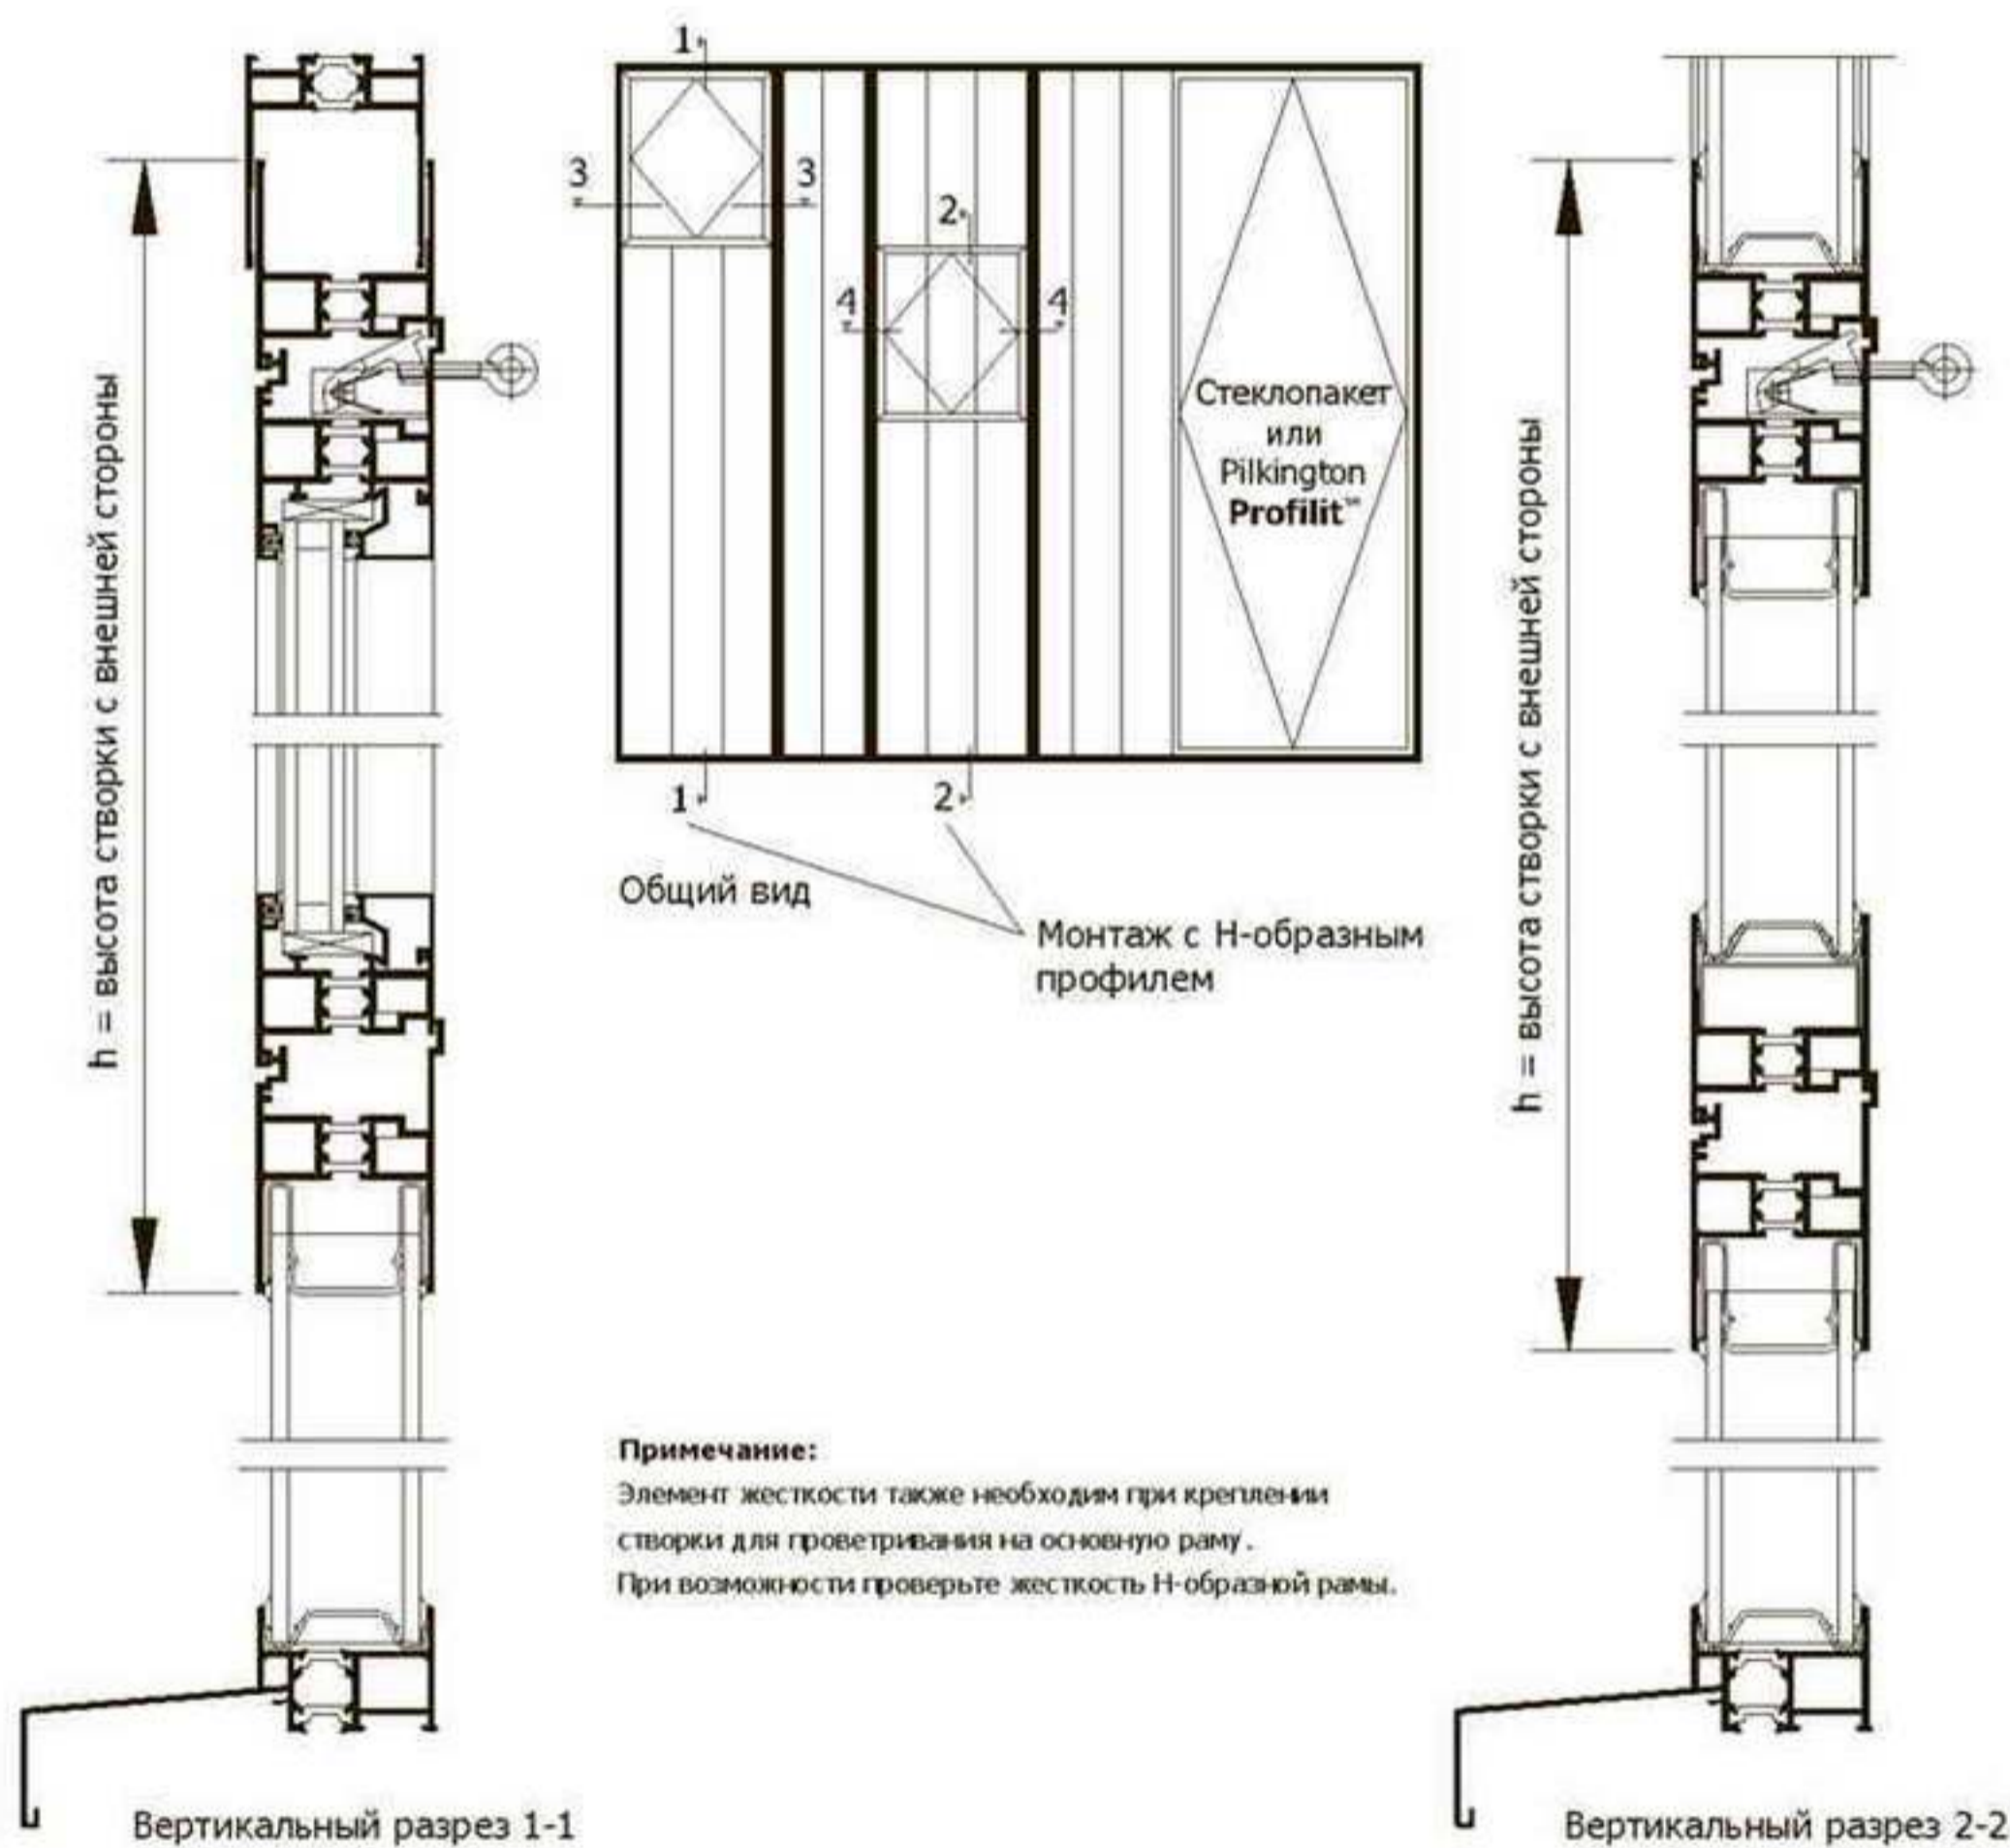 1
3
3
2
4
4
Стеклопакет
или
Pilkington
Profilit™
1
2
Общий вид
Монтаж с Н-образным
профилем
h = высота створки с внешней стороны
h = высота створки с внешней стороны
Примечание:
Элемент жесткости также необходим при креплении
створки для проветривания на основную раму.
При возможности проверьте жесткость Н-образной рамы.
Вертикальный разрез 1-1
Вертикальный разрез 2-2